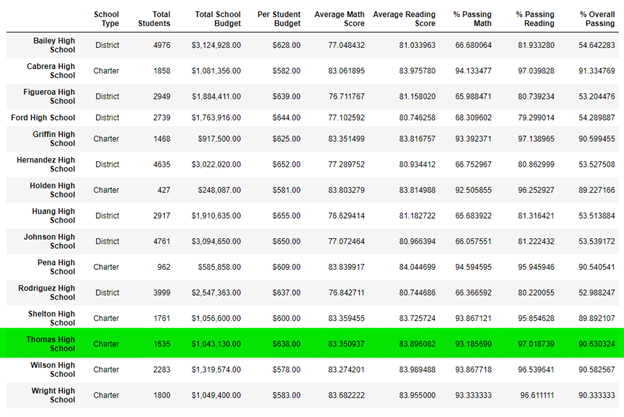 School Type Total Students Total School Budget Per Student Budget Average Math Score Average Reading Score % Passing Math % Passing Reading % Overall Passing
Bailey High School District 4976 $3,124,928.00 $628.00 77.048432 81.033963 66.680064 81.933280 54.642283
Cabrera High School Charter 1858 $1,081,356.00 $582.00 83.061895 83.975780 94.133477 97.039828 91.334769
Figueroa High School District 2949 $1,884,411.00 $639.00 76.711767 81.158020 65.988471 80.739234 53.204476
Ford High School District 2739 $1,763,916.00 $644.00 77.102592 80.746258 68.309602 79.299014 54.289887
Griffin High School Charter 1468 $917,500.00 $625.00 83.351499 83.816757 93.392371 97.138965 90.599455
Hernandez High School District 4635 $3,022,020.00 $652.00 77.289752 80.934412 66.752967 80.862999 53.527508
Holden High School Charter 427 $248,087.00 $581.00 83.803279 83.814988 92.505855 96.252927 89.227166
Huang High School District 2917 $1,910,635.00 $655.00 76.629414 81.182722 65.683922 81.316421 53.513884
Johnson High School District 4761 $3,094,650.00 $650.00 77.072464 80.966394 66.057551 81.222432 53.539172
Pena High School Charter 962 $585,858.00 $609.00 83.839917 84.044699 94.594595 95.945946 90.540541
Rodriguez High School District 3999 $2,547,363.00 $637.00 76.842711 80.744686 66.366592 80.220055 52.988247
Shelton High School Charter 1761 $1,056,600.00 $600.00 83.359455 83.725724 93.867121 95.854628 89.892107
Thomas High School Charter 1635 $1,043,130.00 $638.00 83.350937 83.896082 93.185690 97.018739 90.630324
Wilson High School Charter 2283 $1,319,574.00 $578.00 83.274201 83.989488 93.867718 96.539641 90.582567
Wright High School Charter 1800 $1,049,400.00 $583.00 83.682222 83.955000 93.333333 96.611111 90.333333